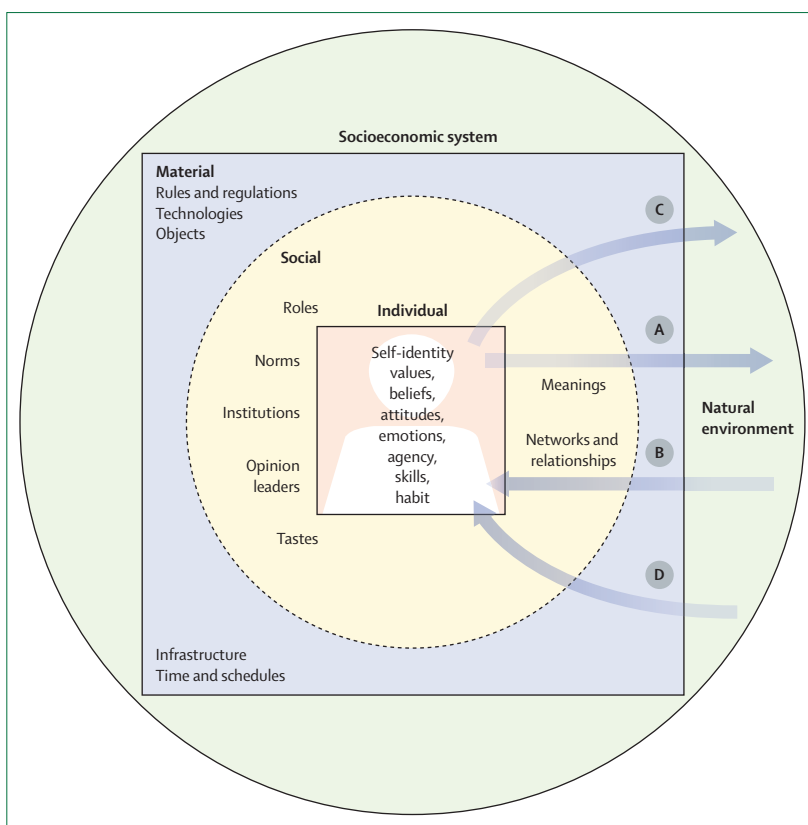 Socioeconomic system
Material
Rules and regulations
Technologies
Objects
C
Social
Roles
Individual
A
Self-identity
values,
beliefs,
attitudes,
emotions,
agency,
skills,
habit
Norms
Institutions
Opinion
leaders
Tastes
Meanings
Networks and
relationships
Natural
environment
B
D
Infrastructure
Time and schedules